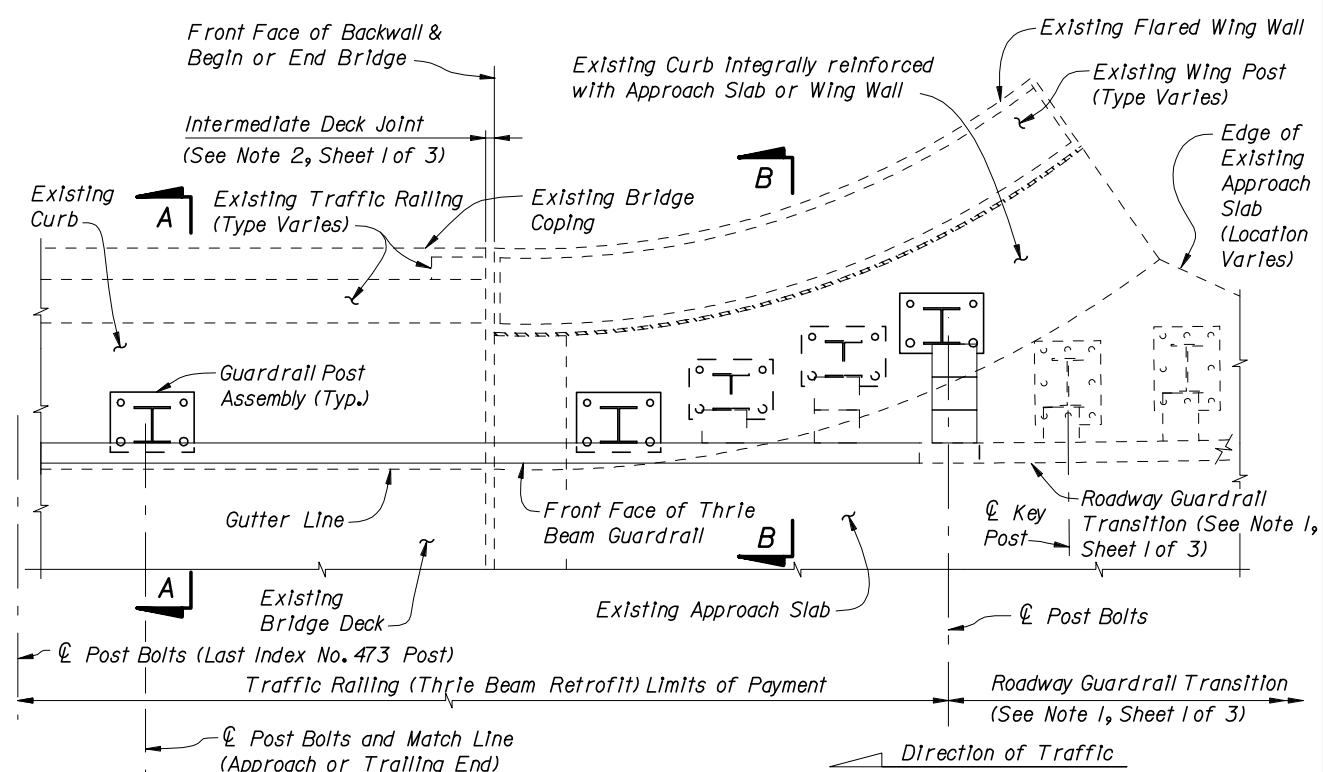 Front Face of Backwall &
Begin or End Bridge
Existing Curb integrally reinforced
with Approach Slab or Wing Wall
Existing Flared Wing Wall
Existing Wing Post
(Type Varies)
Intermediate Deck Joint
(See Note 2, Sheet 1 of 3)
Edge of
Existing
Approach
Slab
(Location
Varies)
Existing
Curb
A
Existing Traffic Railing
(Type Varies)
Existing Bridge
Coping
B
Guardrail Post
Assembly (Typ.)
Gutter Line
Front Face of Thrie
Beam Guardrail
B
℄ Key
Post
Roadway Guardrail
Transition (See Note 1,
Sheet 1 of 3)
A
Existing
Bridge Deck
Existing Approach Slab
℄ Post Bolts
℄ Post Bolts (Last Index No. 473 Post)
Traffic Railing (Thrie Beam Retrofit) Limits of Payment
Roadway Guardrail Transition
(See Note 1, Sheet 1 of 3)
℄ Post Bolts and Match Line
(Approach or Trailing End)
Direction of Traffic